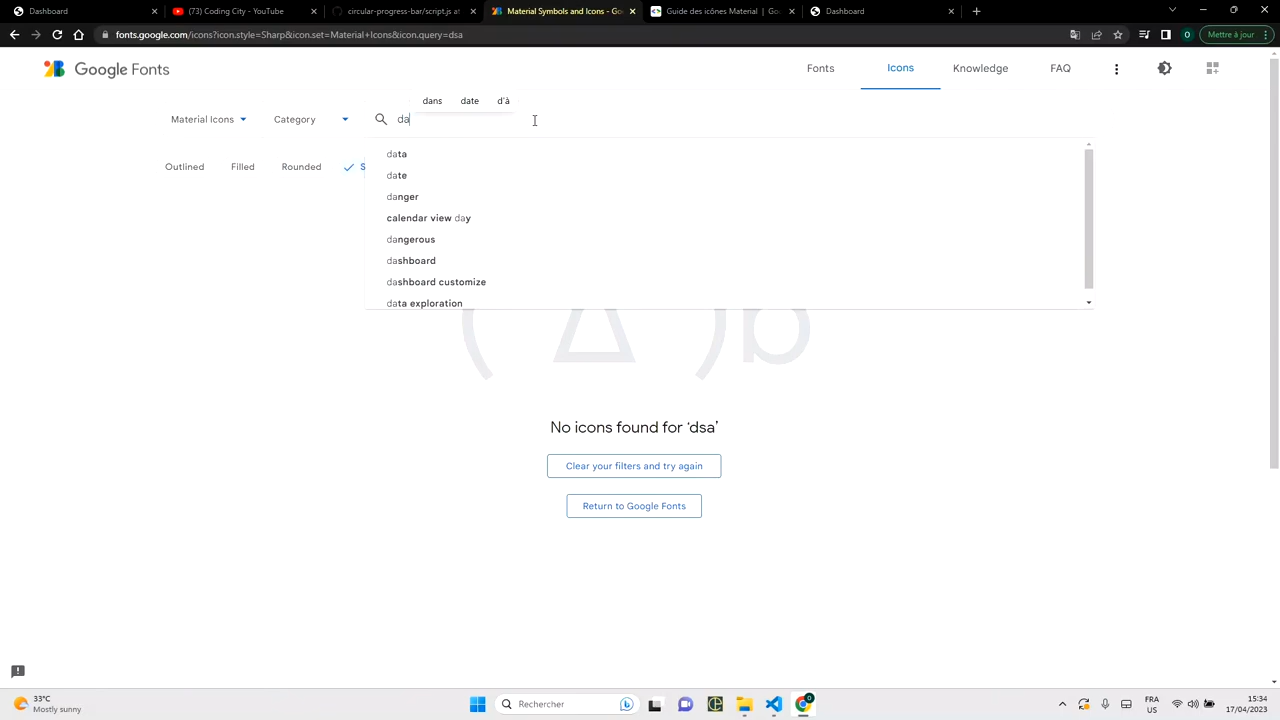 Dashboard
(73) Coding City - YouTube
circular-progress-bar/script.js at
Material Symbols and Icons - Go
Guide des icônes Material | Goo
Dashboard
fonts.google.com/icons?icon.style=Sharp&icon.set=Material+Icons&icon.query=dsa
0
Mettre à jour
Google Fonts
Fonts
Icons
Knowledge
FAQ
dans date d'à
Material Icons
Category
da
Outlined
Filled
Rounded
S
data
date
danger
calendar view day
dangerous
dashboard
dashboard customize
data exploration
( Δ )b
No icons found for ‘dsa’
Clear your filters and try again
Return to Google Fonts
33°C
Mostly sunny
Rechercher
FRA
US
15:34
17/04/2023